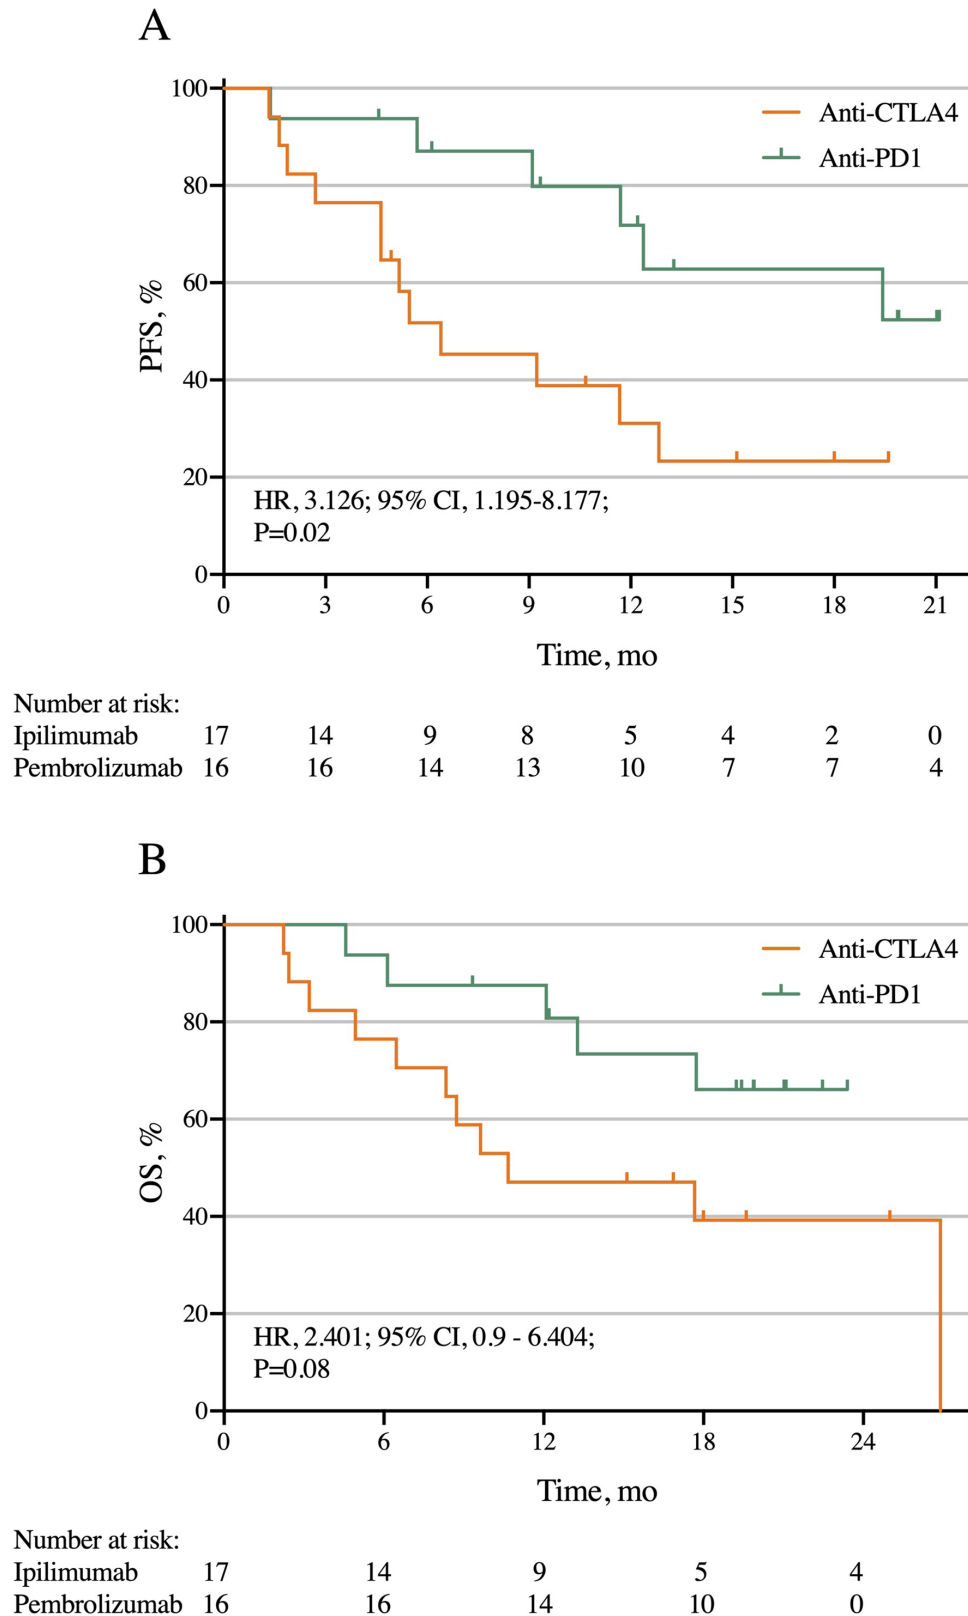 A
100
80
60
40
20
0
PFS, %
Anti-CTLA4
Anti-PD1
HR, 3.126; 95% CI, 1.195-8.177;
P=0.02
0 3 6 9 12 15 18 21
Time, mo
Number at risk:
Ipilimumab 17 14 9 8 5 4 2 0
Pembrolizumab 16 16 14 13 10 7 7 4
B
100
80
60
40
20
0
OS, %
Anti-CTLA4
Anti-PD1
HR, 2.401; 95% CI, 0.9 - 6.404;
P=0.08
0 6 12 18 24
Time, mo
Number at risk:
Ipilimumab 17 14 9 5 4
Pembrolizumab 16 16 14 10 0